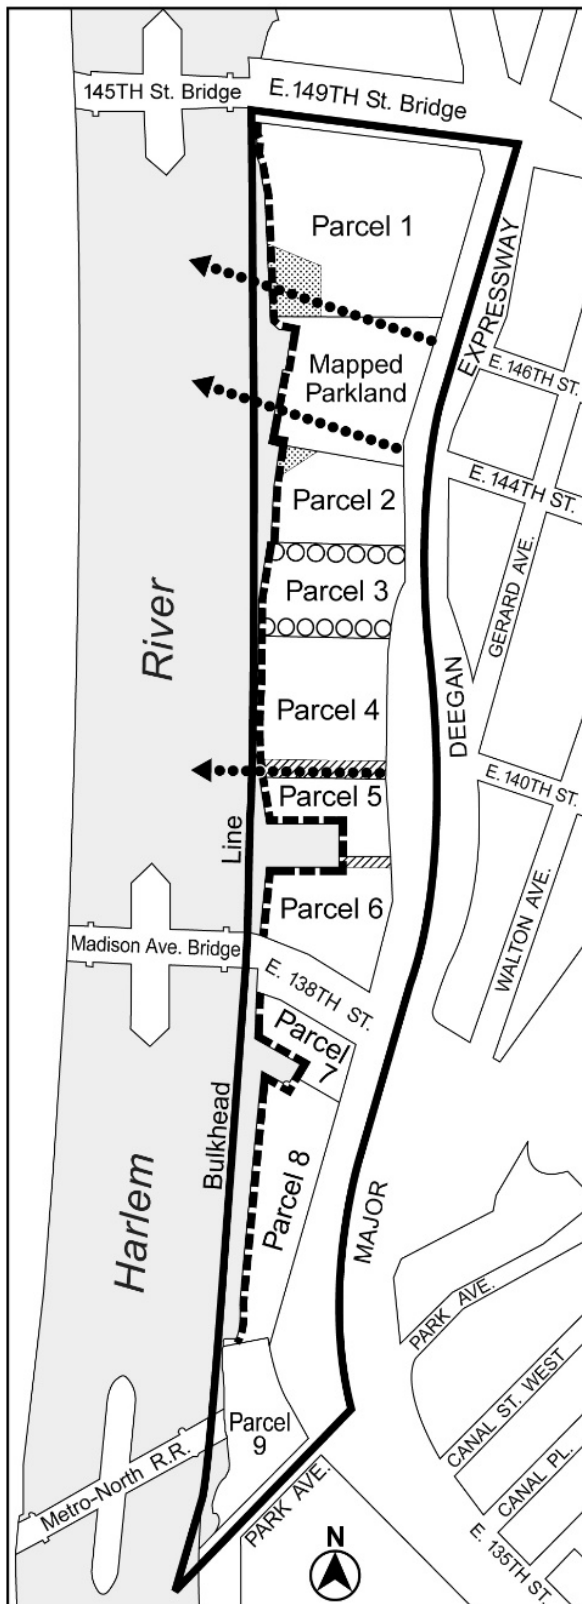 145TH St. Bridge
E.149TH St. Bridge
Parcel 1
EXPRESSWAY
E. 146TH ST.
Mapped
Parkland
E. 144TH ST.
Parcel 2
GERARD AVE.
Parcel 3
River
DEEGAN
Parcel 4
E. 140TH ST.
Parcel 5
Line
WALTON AVE.
Parcel 6
Madison Ave. Bridge
E. 138TH ST.
Parcel
7
Bulkhead
Parcel 8
Harlem
MAJOR
PARK AVE.
CANAL ST. WEST
Parcel
9
CANAL PL.
Metro-North R.R.
PARK AVE.
E. 135TH ST.
N